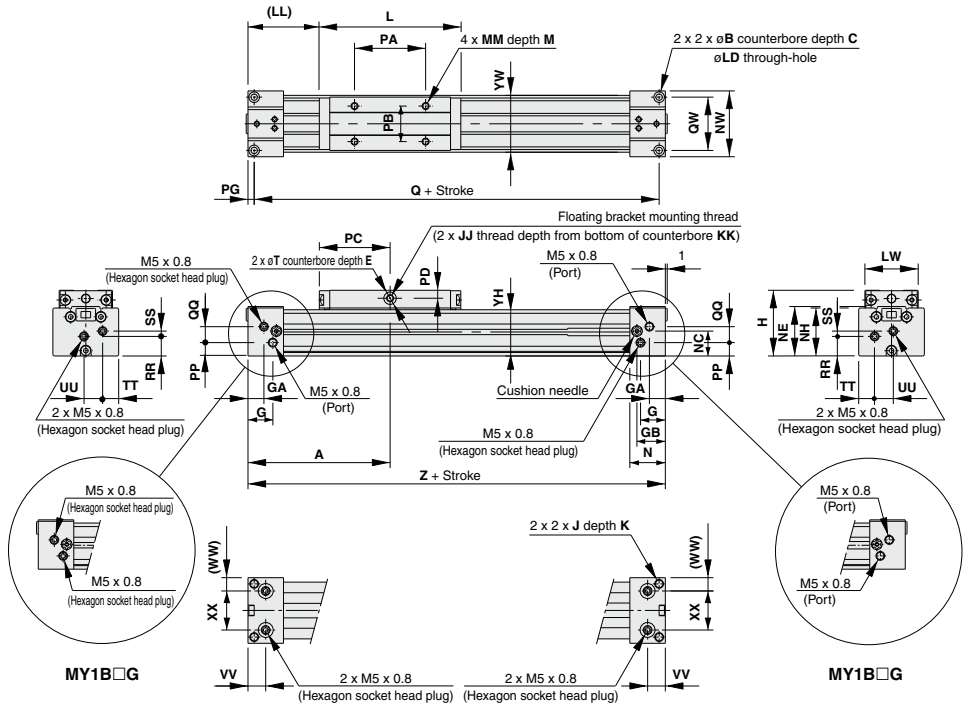 (LL)
L
PA
4 x MM depth M
2 x 2 x øB counterbore depth C
øLD through-hole
YW
PB
QW
NW
PG
Q + Stroke
Floating bracket mounting thread
(2 x JJ thread depth from bottom of counterbore KK)
PC
2 x øT counterbore depth E
PD
M5 x 0.8
(Hexagon socket head plug)
M5 x 0.8
(Port)
1
LW
QQ
YH
QQ
SS
H
NE
NH
SS
NC
RR
PP
PP
RR
UU
TT
GA
M5 x 0.8
(Port)
Cushion needle
GA
TT
UU
G
G
2 x M5 x 0.8
(Hexagon socket head plug)
M5 x 0.8
(Hexagon socket head plug)
GB
2 x M5 x 0.8
(Hexagon socket head plug)
A
N
Z + Stroke
M5 x 0.8
(Hexagon socket head plug)
M5 x 0.8
(Port)
2 x 2 x J depth K
(WW)
(WW)
M5 x 0.8
(Hexagon socket head plug)
M5 x 0.8
(Port)
XX
XX
MY1B□G
VV
2 x M5 x 0.8
(Hexagon socket head plug)
2 x M5 x 0.8
(Hexagon socket head plug)
VV
MY1B□G